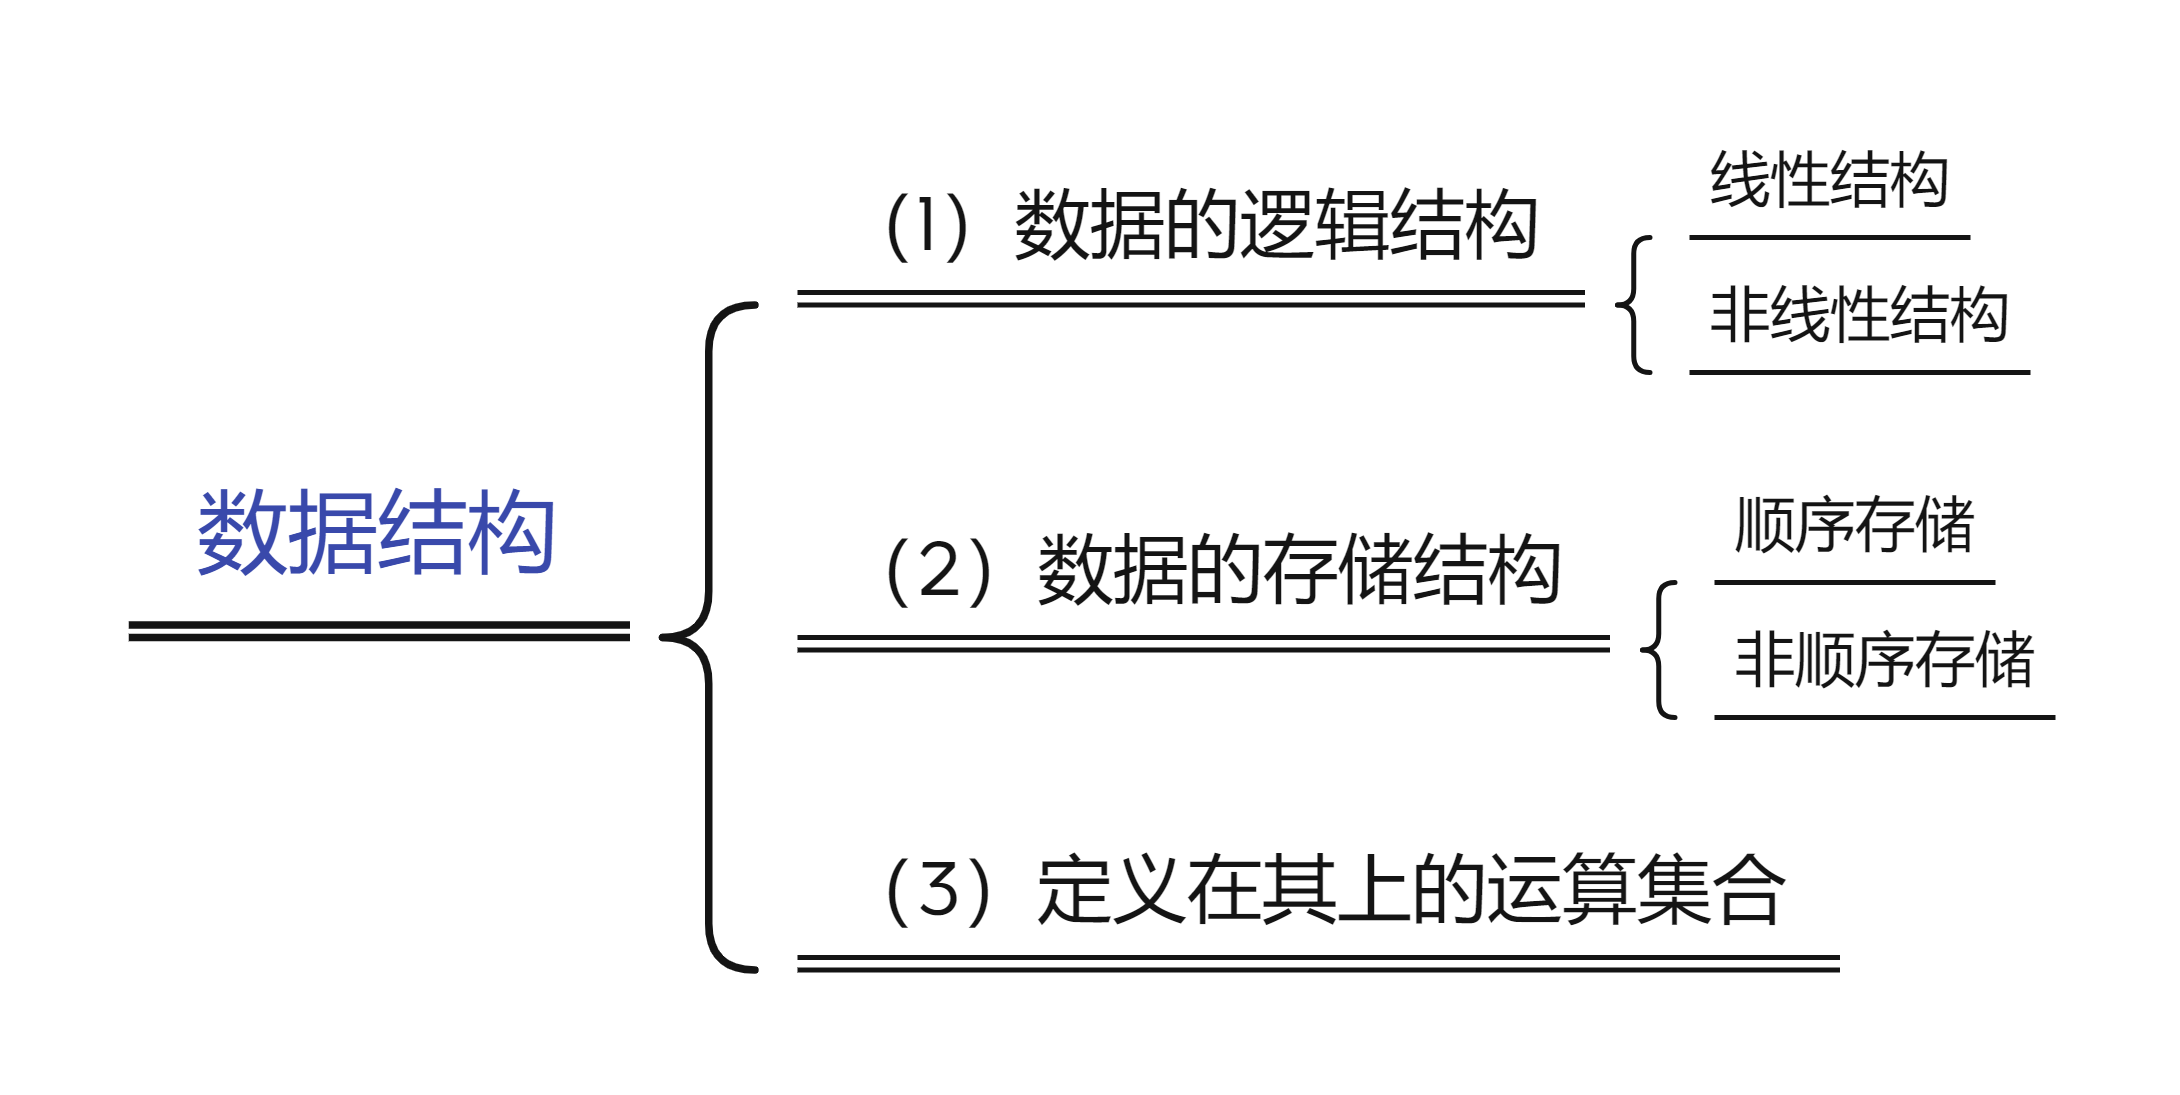 数据结构
（1）数据的逻辑结构
线性结构
非线性结构
（2）数据的存储结构
顺序存储
非顺序存储
（3）定义在其上的运算集合